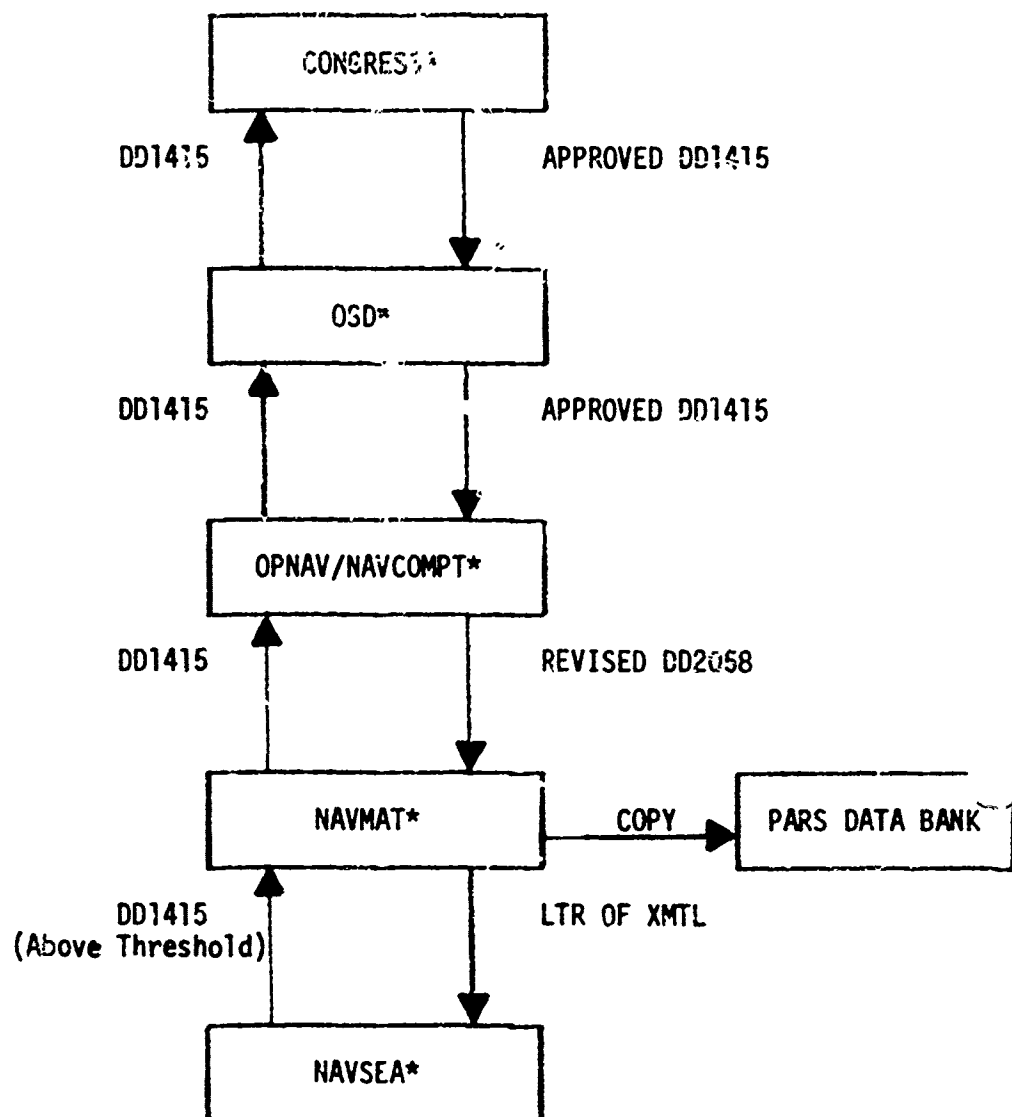 CONGRESS*
DD1415
APPROVED DD1415
OSD*
DD1415
APPROVED DD1415
OPNAV/NAVCOMPT*
DD1415
REVISED DD2058
NAVMAT*
COPY
PARS DATA BANK
DD1415
(Above Threshold)
LTR OF XMTL
NAVSEA*